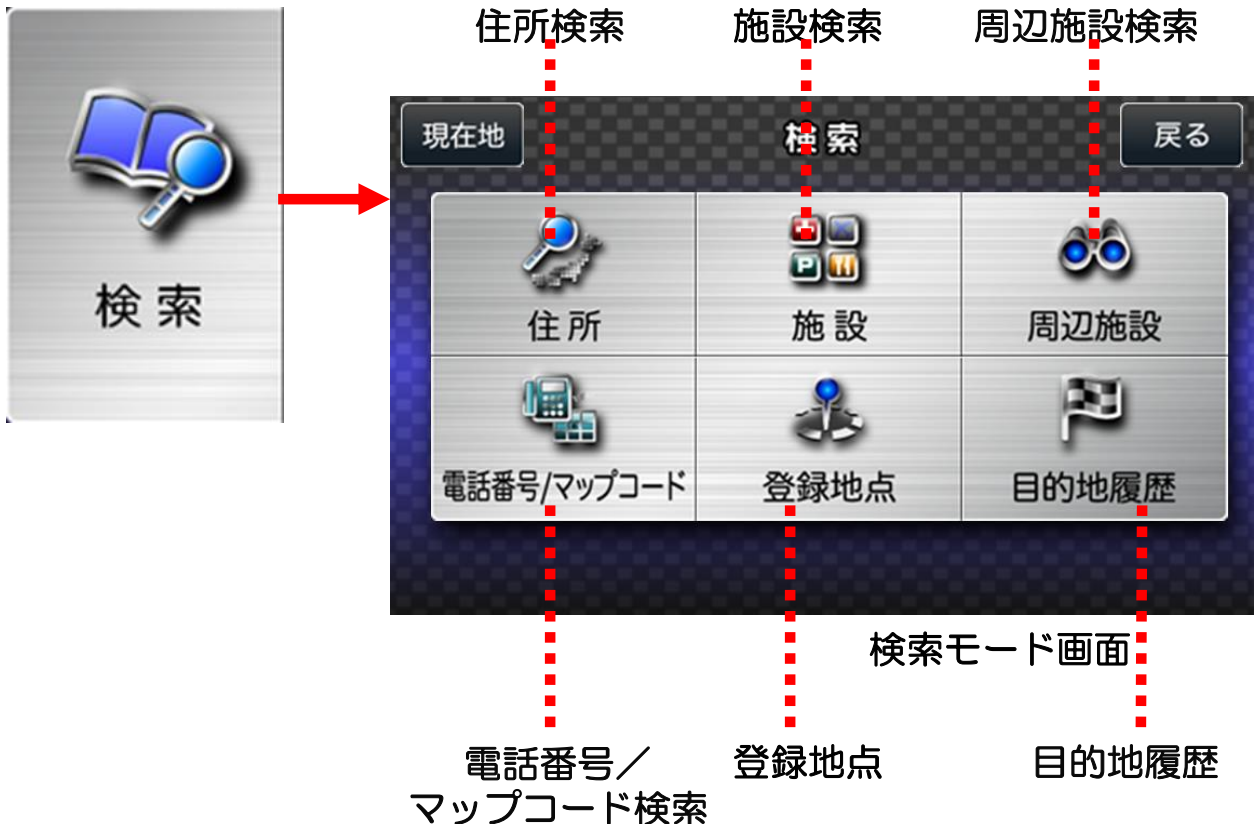 住所検索 施設検索 周辺施設検索
検 索
現在地 検 索 戻る
住 所 施 設 周辺施設
電話番号/マップコード 登録地点 目的地履歴
検索モード画面
電話番号／ 登録地点 目的地履歴
マップコード検索